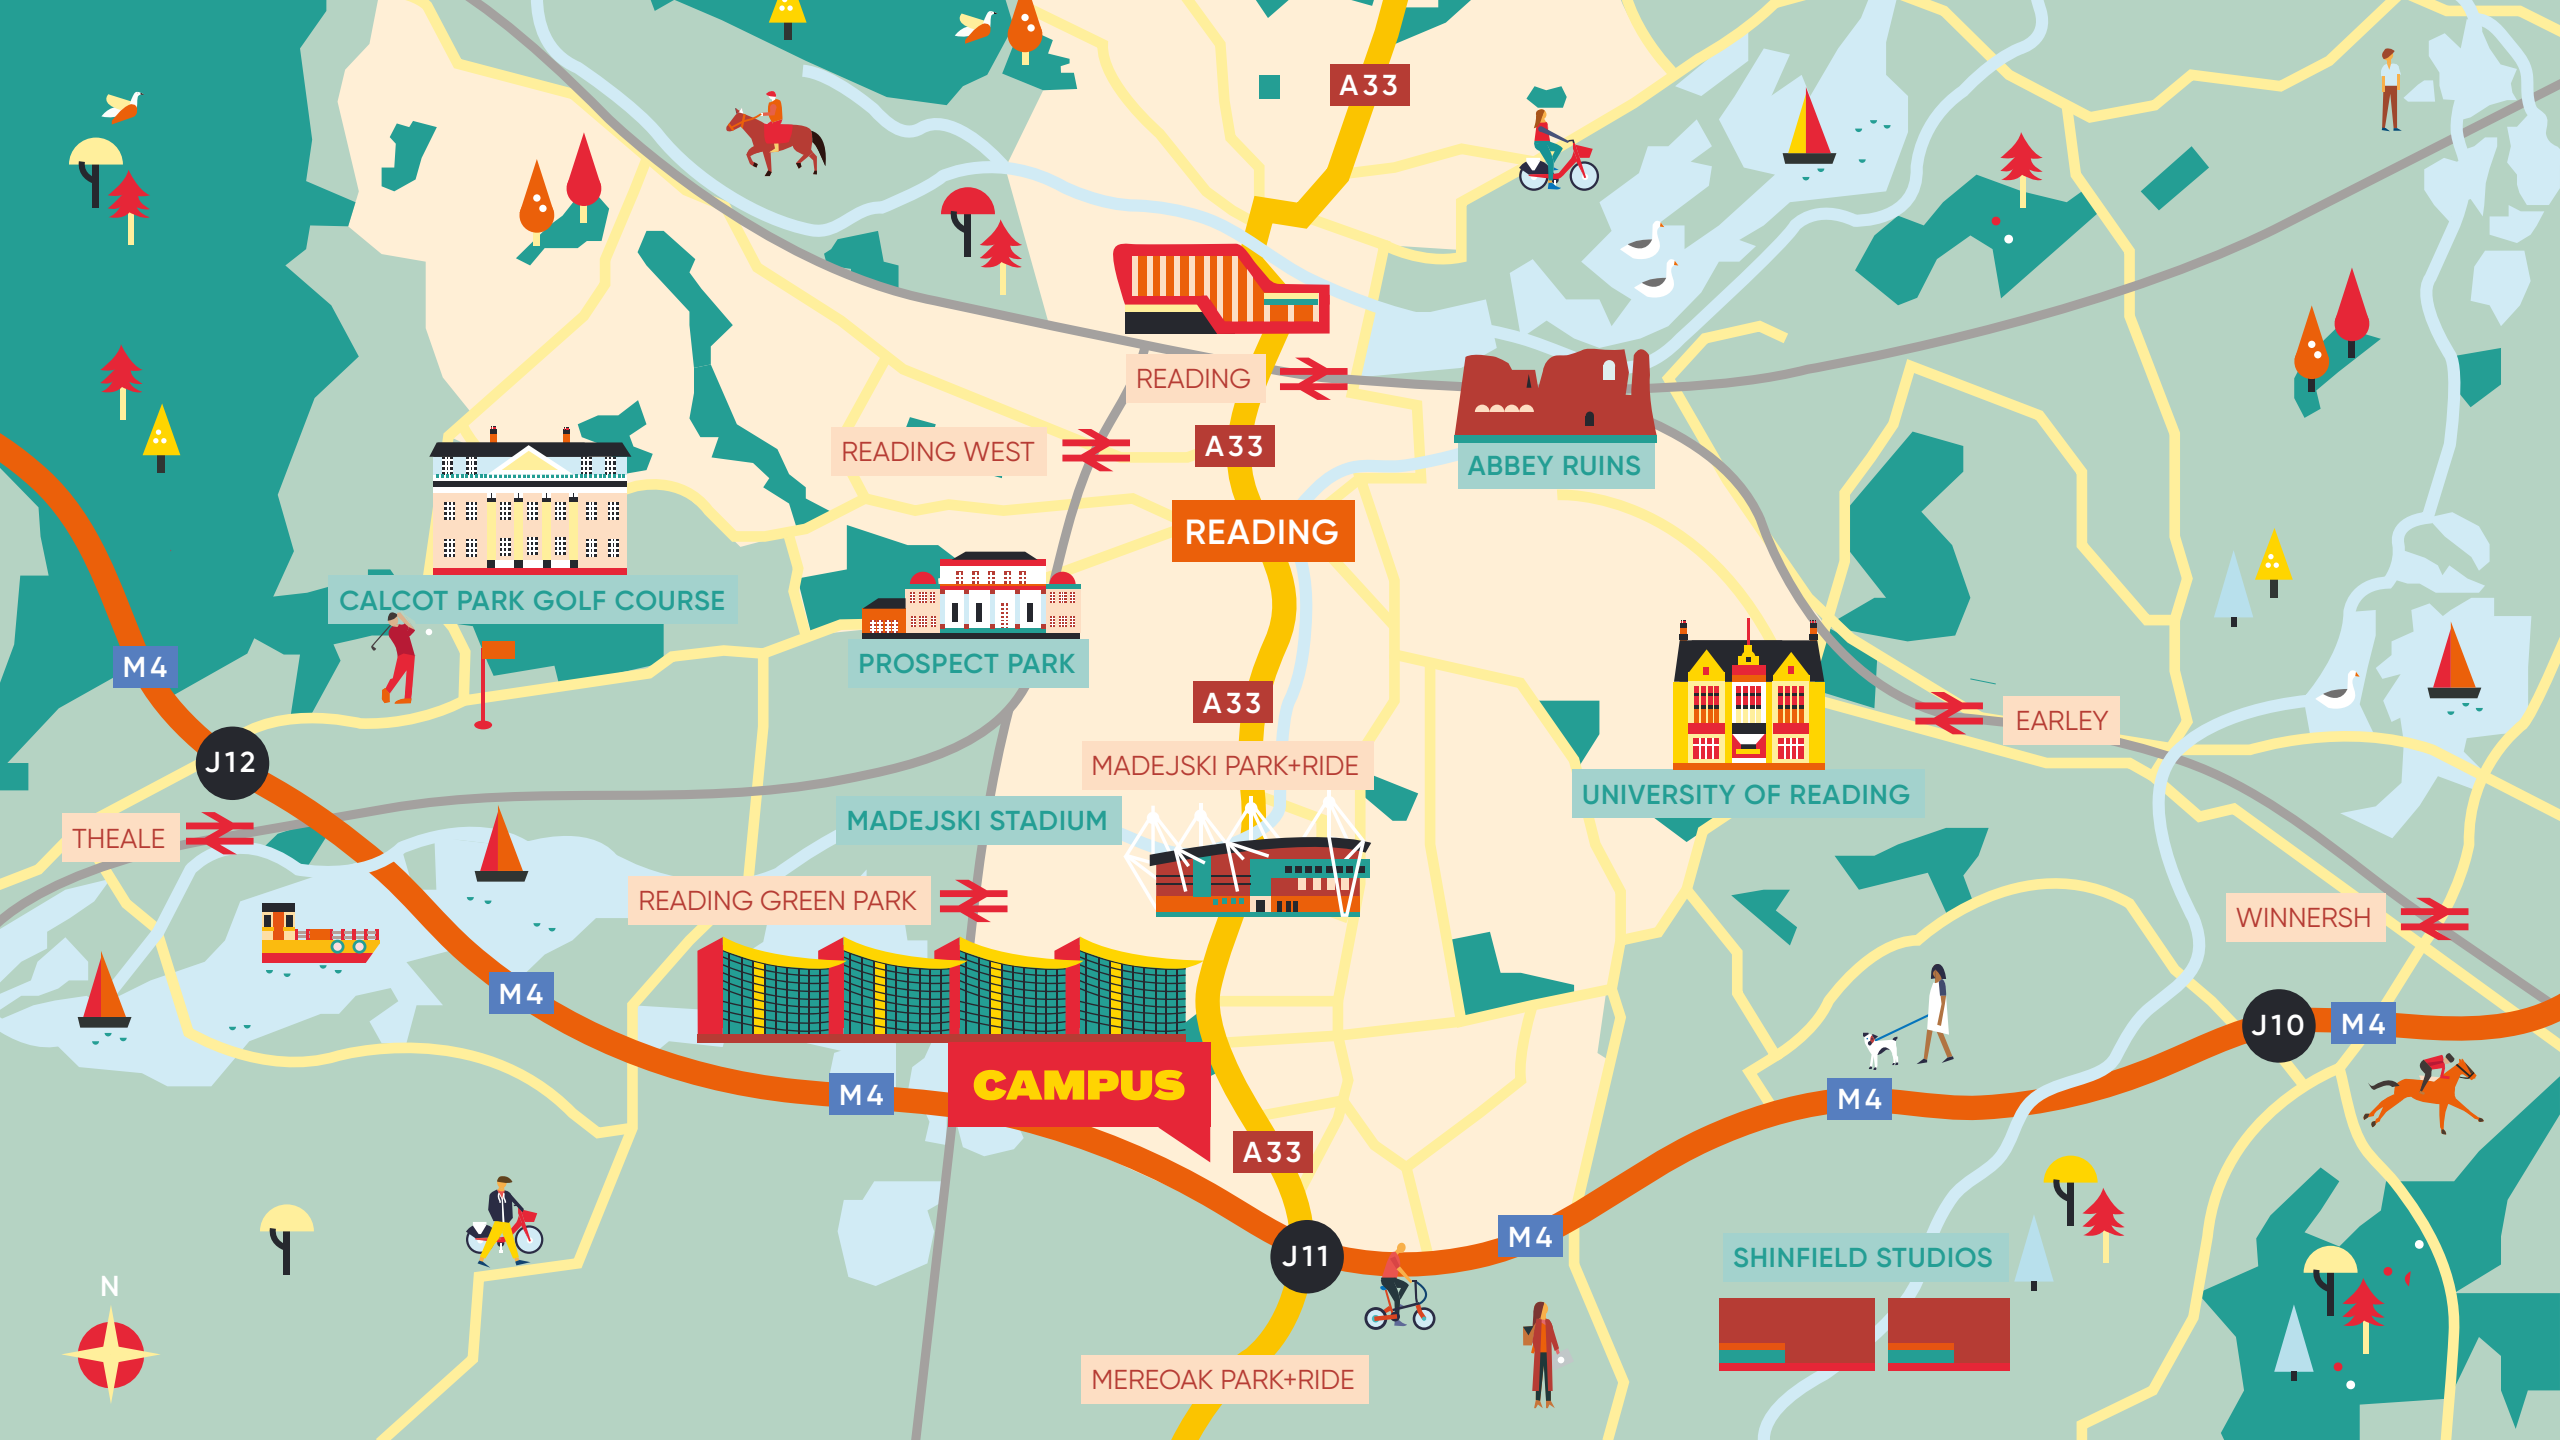 A33
READING
READING WEST
A33
ABBEY RUINS
READING
CALCOT PARK GOLF COURSE
M4
PROSPECT PARK
A33
EARLEY
J12
MADEJSKI PARK+RIDE
UNIVERSITY OF READING
THEALE
MADEJSKI STADIUM
READING GREEN PARK
WINNERSH
M4
J10
M4
M4
CAMPUS
M4
A33
J11
M4
SHINFIELD STUDIOS
N
MEREOAK PARK+RIDE